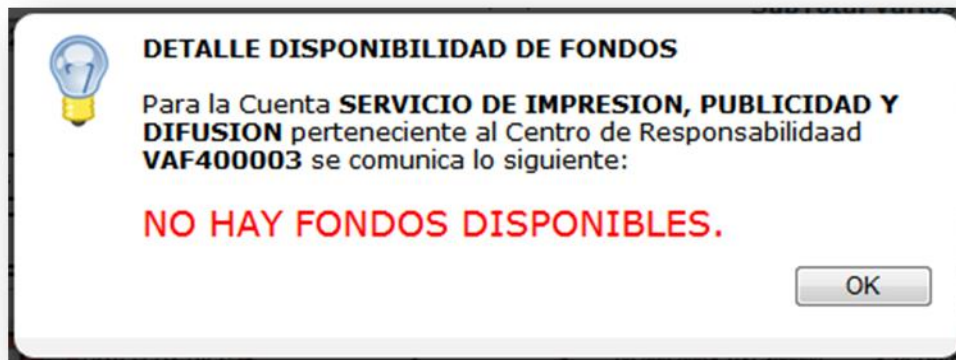 DETALLE DISPONIBILIDAD DE FONDOS
Para la Cuenta SERVICIO DE IMPRESION, PUBLICIDAD Y
DIFUSION perteneciente al Centro de Responsabilidaad
VAF400003 se comunica lo siguiente:
NO HAY FONDOS DISPONIBLES.
OK